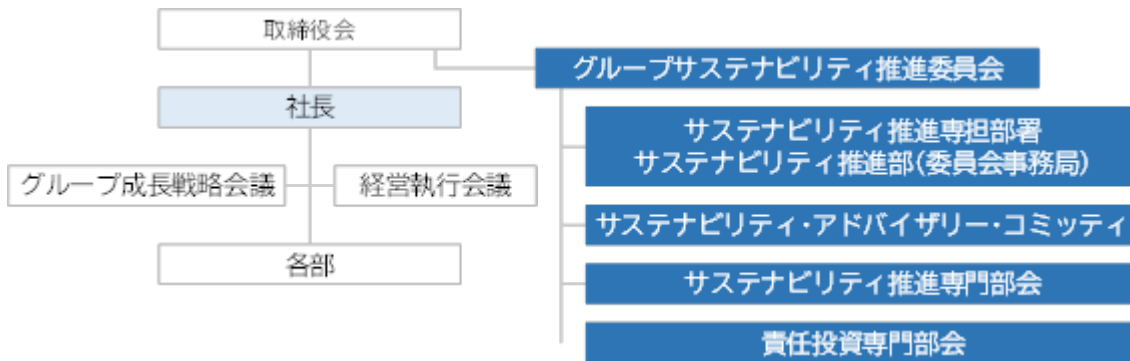 取締役会
グループサステナビリティ推進委員会
社長
サステナビリティ推進専担部署
サステナビリティ推進部(委員会事務局)
グループ成長戦略会議
経営執行会議
サステナビリティ・アドバイザリー・コミッティ
各部
サステナビリティ推進専門部会
責任投資専門部会